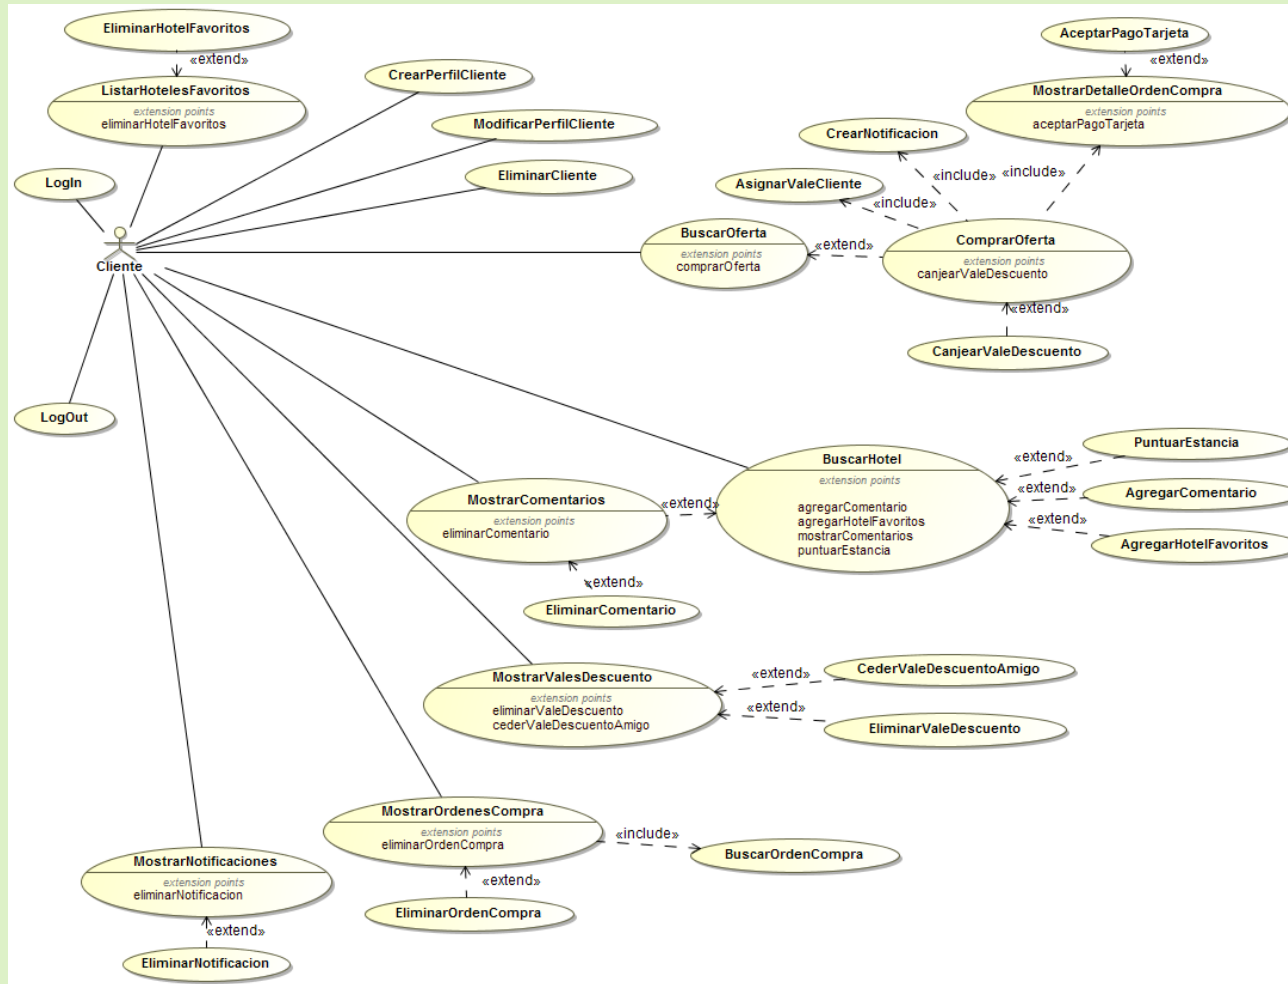 EliminarHotelFavoritos
«extend»
ListarHotelesFavoritos
extension points
eliminarHotelFavoritos
CrearPerfilCliente
ModificarPerfilCliente
EliminarCliente
LogIn
Cliente
LogOut
AceptarPagoTarjeta
«extend»
MostrarDetalleOrdenCompra
extension points
aceptarPagoTarjeta
CrearNotificacion
«include»
«include»
AsignarValeCliente
«include»
BuscarOferta
extension points
comprarOferta
«extend»
ComprarOferta
extension points
canjearValeDescuento
«extend»
CanjearValeDescuento
BuscarHotel
extension points
agregarComentario
agregarHotelFavoritos
mostrarComentarios
puntuarEstancia
«extend»
PuntuarEstancia
«extend»
AgregarComentario
«extend»
AgregarHotelFavoritos
MostrarComentarios
extension points
eliminarComentario
«extend»
«extend»
EliminarComentario
MostrarValesDescuento
extension points
eliminarValeDescuento
cederValeDescuentoAmigo
«extend»
CederValeDescuentoAmigo
«extend»
EliminarValeDescuento
MostrarOrdenesCompra
extension points
eliminarOrdenCompra
«include»
BuscarOrdenCompra
«extend»
EliminarOrdenCompra
MostrarNotificaciones
extension points
eliminarNotificacion
«extend»
EliminarNotificacion